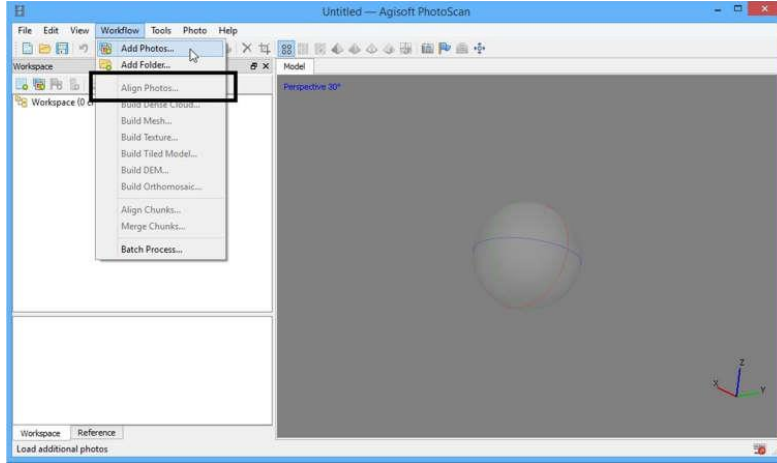 Untitled — Agisoft PhotoScan
File Edit View Workflow Tools Photo Help
Workspace
Model
Add Photos...
Add Folder...
Perspective 30°
Align Photos...
Workspace (0 c
Build Dense Cloud...
Build Mesh...
Build Texture...
Build Tiled Model...
Build DEM...
Build Orthomosaic...
Align Chunks...
Merge Chunks...
Batch Process...
Z
X
Y
Workspace Reference
Load additional photos